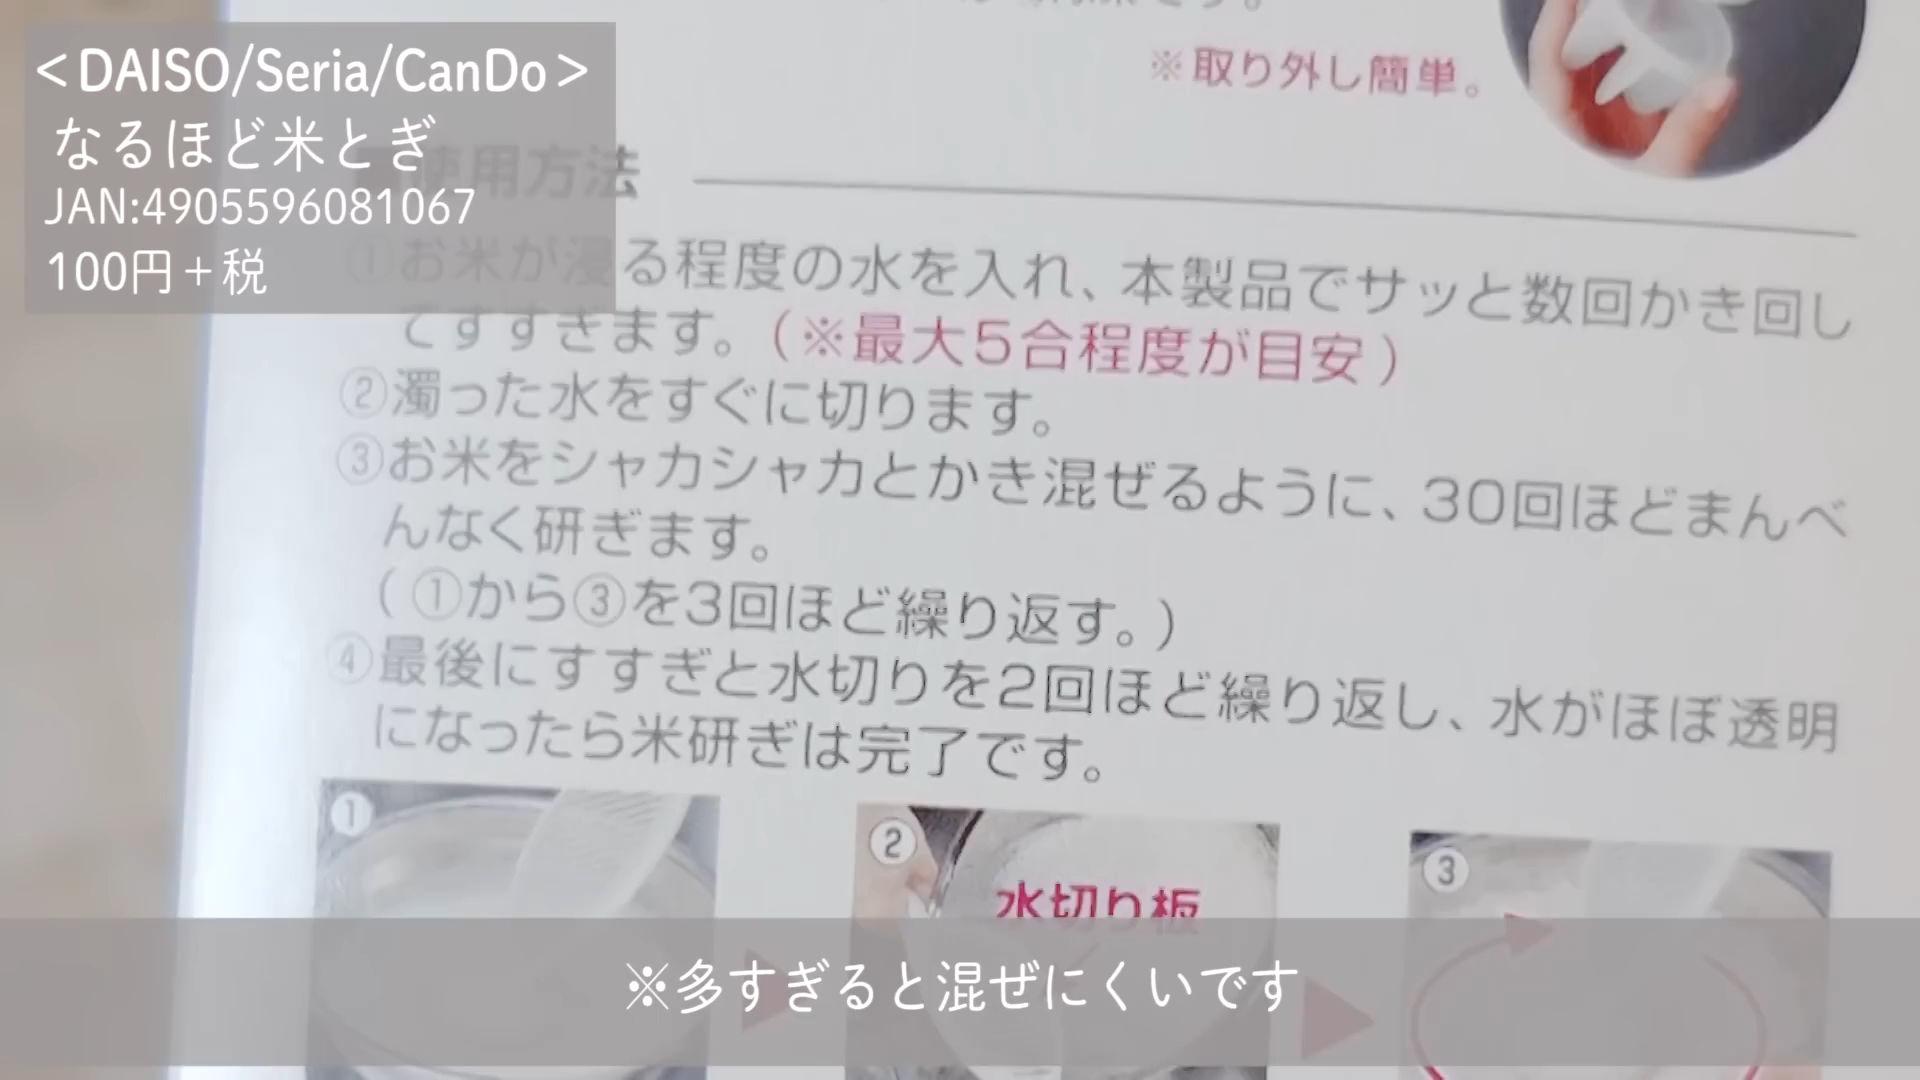 <DAISO/Seria/CanDo>
なるほど米とぎ
JAN:4905596081067
100円+税
※取り外し簡単。
使用方法
①お米が浸る程度の水を入れ、本製品でサッと数回かき回し
てすすぎます。(※最大5合程度が目安)
②濁った水をすぐに切ります。
③お米をシャカシャカとかき混ぜるように、30回ほどまんべ
んなく研ぎます。
(①から③を3回ほど繰り返す。)
④最後にすすぎと水切りを2回ほど繰り返し、水がほぼ透明
になったら米研ぎは完了です。
①
②
③
水切り板
※多すぎると混ぜにくいです